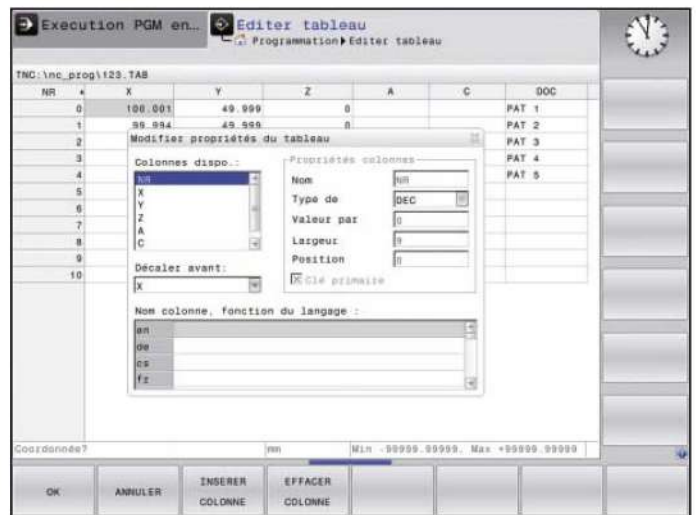 Execution PGM en... Editer tableau
Programmation Editer tableau
TNC:\nc_prog\123.TAB
NR X Y Z A C DOC
0 100.001 49.999 0 PAT 1
1 99.994 49.999 0 PAT 2
2 PAT 3
3 PAT 4
4 PAT 5
5
6
7
8
9
10
Modifier propriétés du tableau
Colonnes dispo.:
NR
X
Y
Z
A
C
Décaler avant:
X
Propriétés colonnes
Nom NR
Type de DEC
Valeur par 0
Largeur 9
Position 0
Clé primaire
Nom colonne, fonction du langage :
en
de
cs
fr
Coordonnée? mm Min -99999.99999, Max +99999.99999
OK ANNULER INSERER COLONNE EFFACER COLONNE